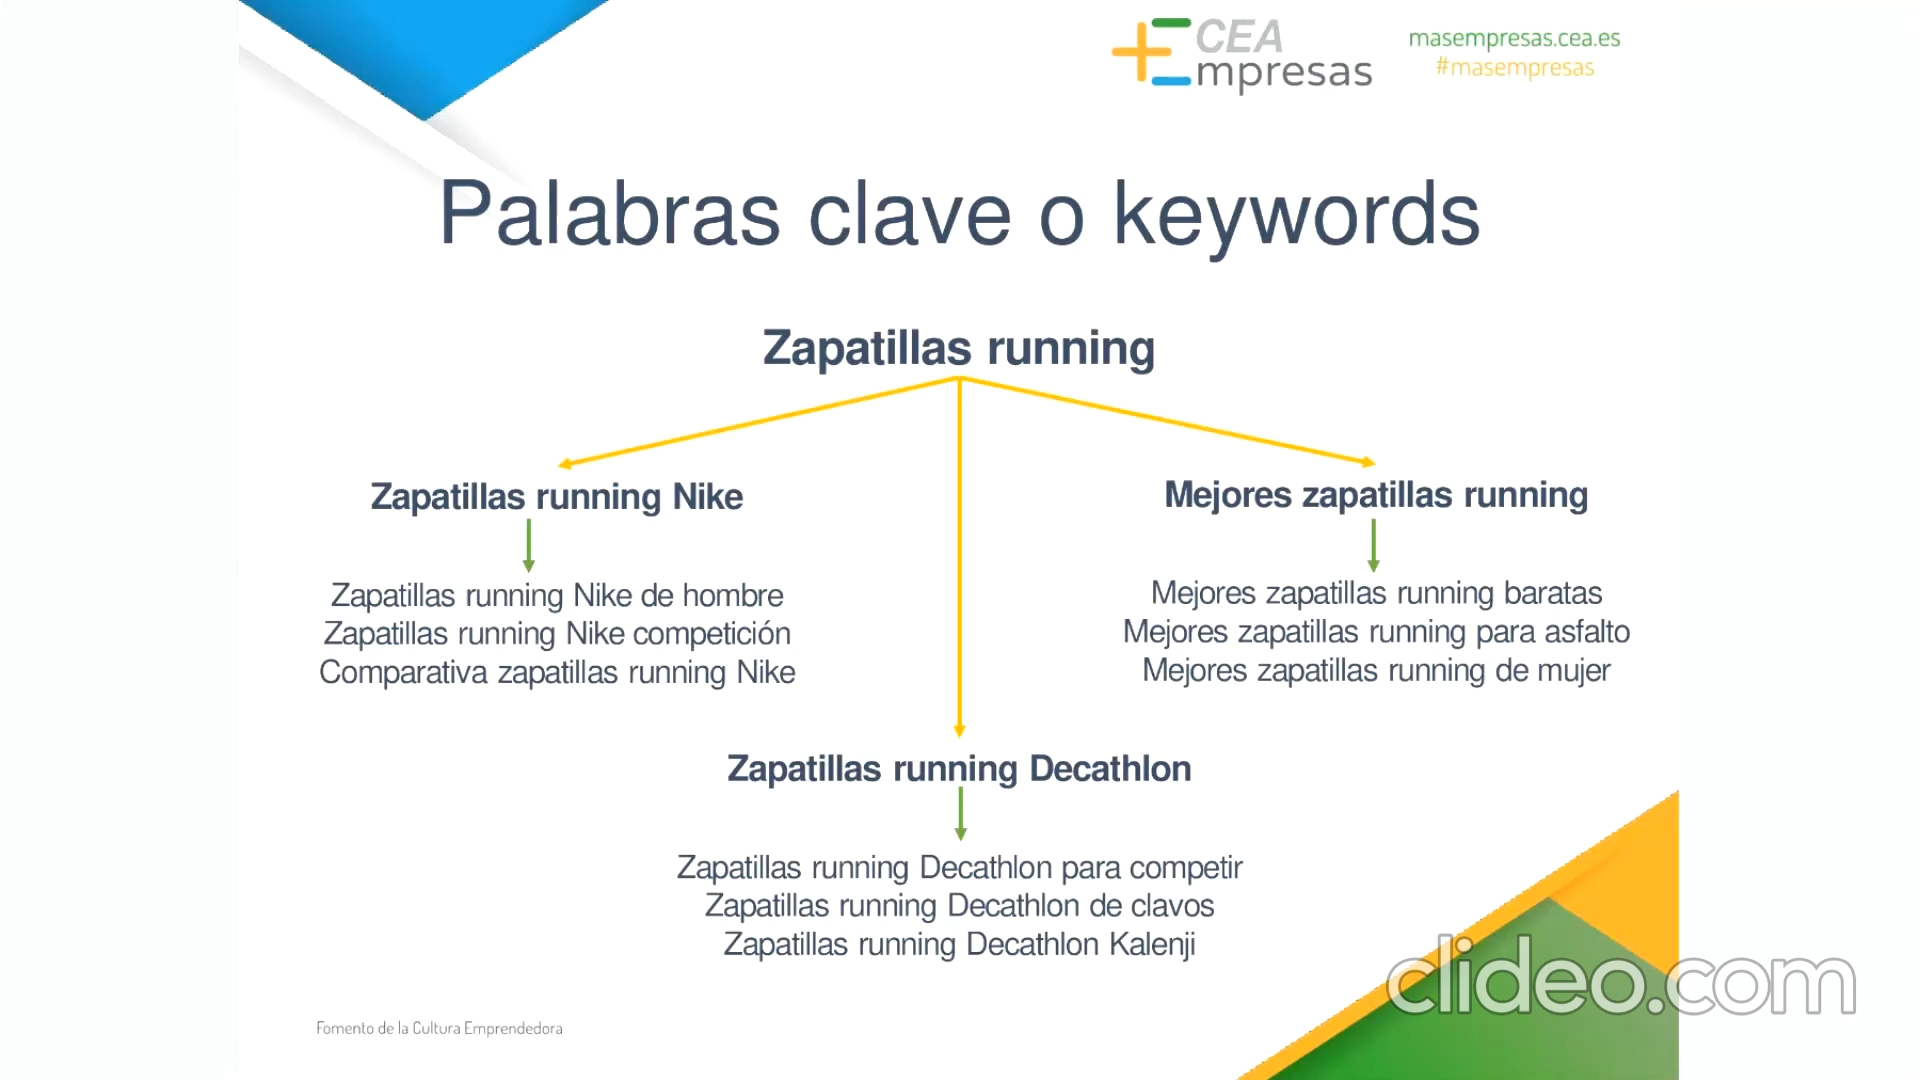 CEA
Empresas
masempresas.cea.es
#masempresas
Palabras clave o keywords
Zapatillas running
Zapatillas running Nike
Zapatillas running Nike de hombre
Zapatillas running Nike competición
Comparativa zapatillas running Nike
Mejores zapatillas running
Mejores zapatillas running baratas
Mejores zapatillas running para asfalto
Mejores zapatillas running de mujer
Zapatillas running Decathlon
Zapatillas running Decathlon para competir
Zapatillas running Decathlon de clavos
Zapatillas running Decathlon Kalenji
clideo.com
Fomento de la Cultura Emprendedora